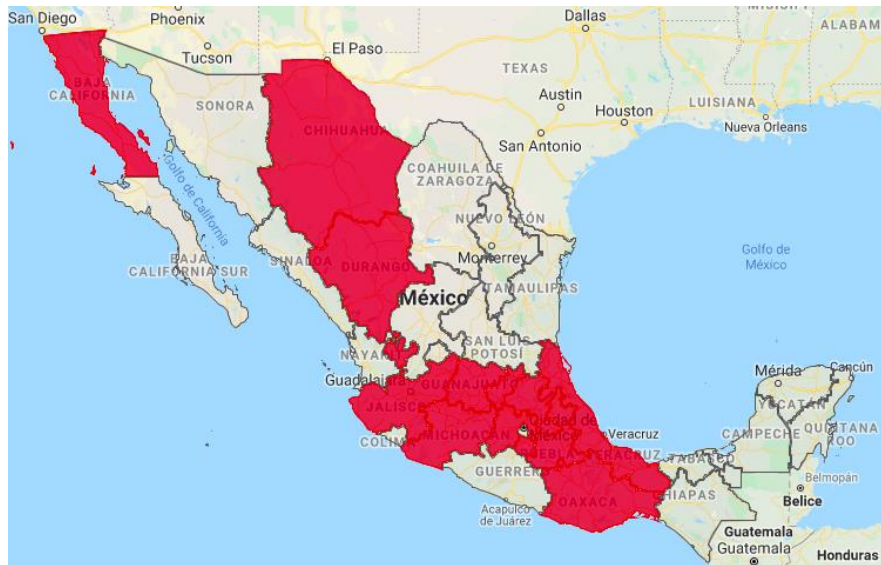 San Diego
Phoenix
Tucson
El Paso
Dallas
MISSISIPI
ALABAMA
TEXAS
LUISIANA
Austin
Houston
San Antonio
Nueva Orleans
BAJA
CALIFORNIA
SONORA
CHIHUAHUA
COAHUILA DE
ZARAGOZA
Golfo de California
NUEVO LEÓN
Monterrey
BAJA
CALIFORNIA SUR
SINALOA
DURANGO
TAMAULIPAS
Golfo de
México
México
NAYARIT
SAN LUIS
POTOSÍ
Guadalajara
GUANAJUATO
JALISCO
COLIMA
MICHOACÁN
Ciudad de
México
Veracruz
PUEBLA
VERACRUZ
TABASCO
GUERRERO
OAXACA
CHIAPAS
Acapulco
de Juárez
Mérida
Cancún
YUCATÁN
CAMPECHE
QUINTANA
ROO
Belmopán
Belice
Guatemala
Guatemala
Honduras